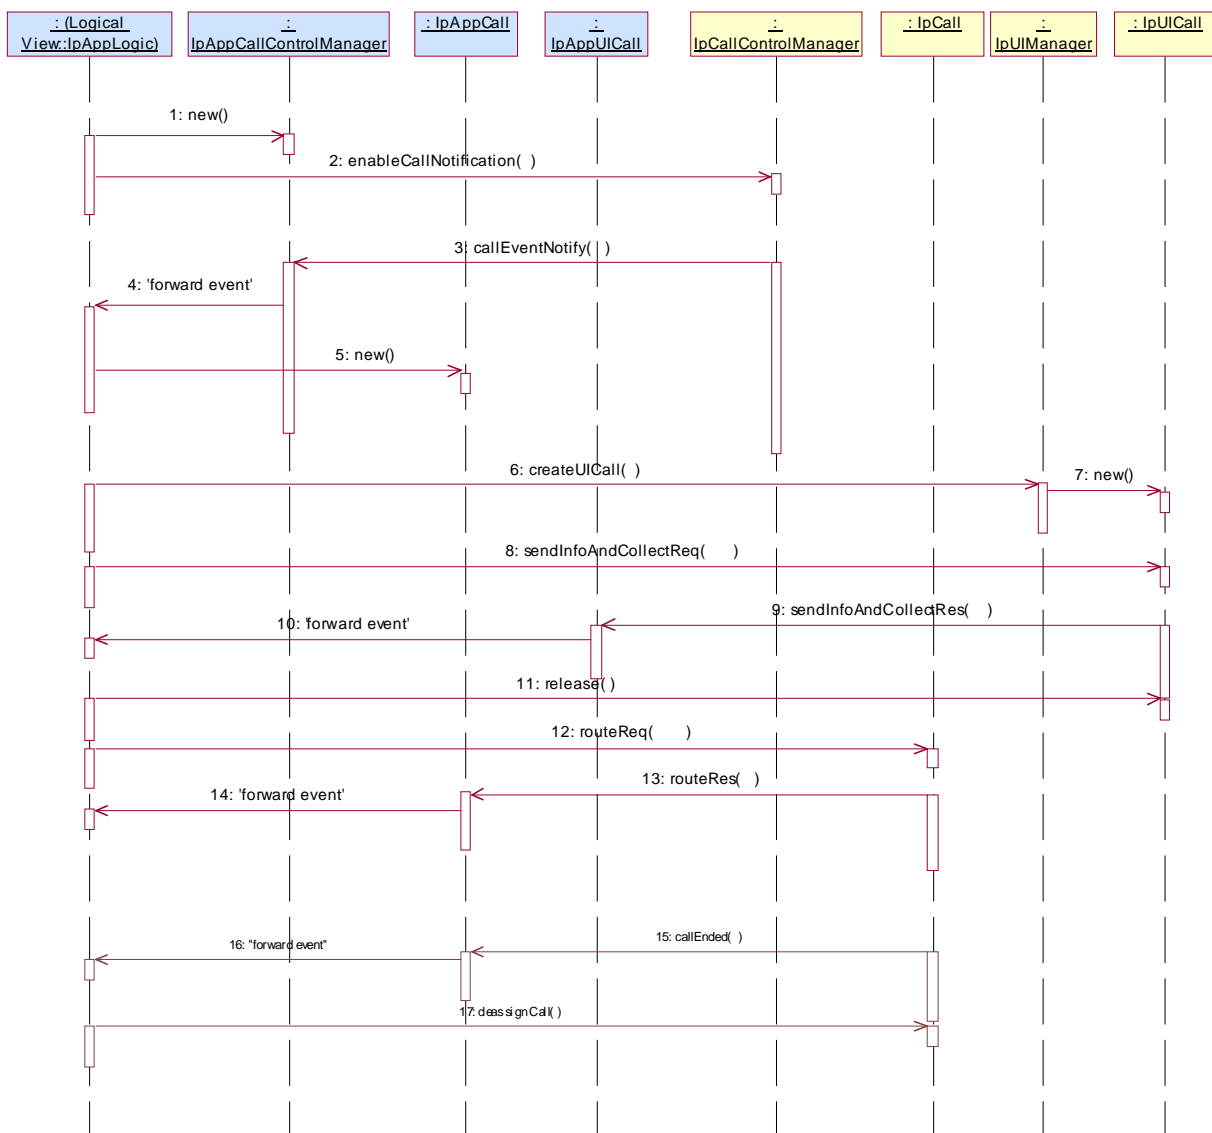 : (Logical
View::IpAppLogic)
:
IpAppCallControlManager
: IpAppCall
:
IpAppUICall
:
IpCallControlManager
: IpCall
:
IpUIManager
: IpUICall
1: new()
2: enableCallNotification( )
3: callEventNotify( )
4: 'forward event'
5: new()
6: createUICall( )
7: new()
8: sendInfoAndCollectReq( )
9: sendInfoAndCollectRes( )
10: 'forward event'
11: release( )
12: routeReq( )
13: routeRes( )
14: 'forward event'
15: callEnded( )
16: "forward event"
17: deassignCall( )